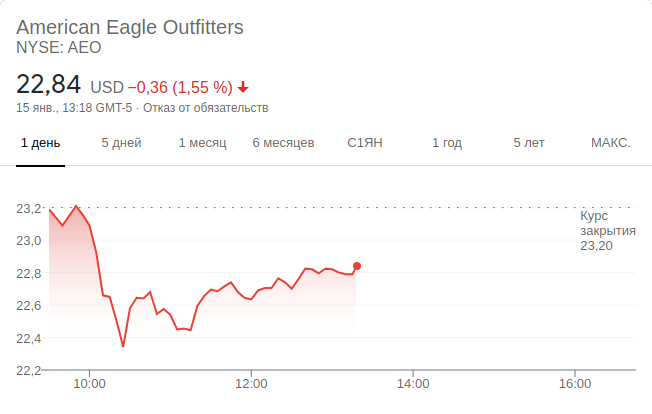 American Eagle Outfitters
NYSE: AEO
22,84 USD −0,36 (1,55 %)
15 янв., 13:18 GMT-5 · Отказ от обязательств
1 день 5 дней 1 месяц 6 месяцев С1ЯН 1 год 5 лет МАКС.
23,2
Курс
закрытия
23,20
23,0
22,8
22,6
22,4
22,2
10:00 12:00 14:00 16:00